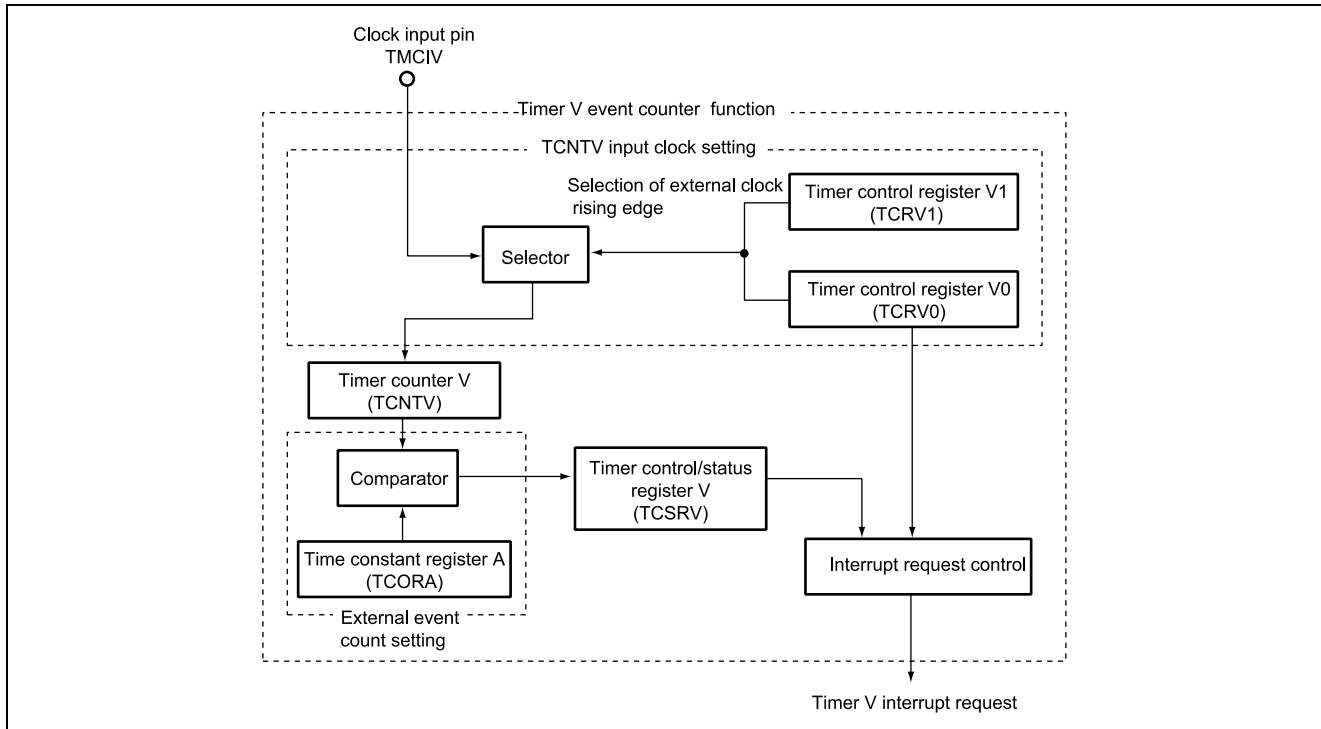 Clock input pin
TMCIV
Timer V event counter function
TCNTV input clock setting
Selection of external clock
rising edge
Timer control register V1
(TCRV1)
Selector
Timer control register V0
(TCRV0)
Timer counter V
(TCNTV)
Comparator
Timer control/status
register V
(TCSRV)
Time constant register A
(TCORA)
Interrupt request control
External event
count setting
Timer V interrupt request